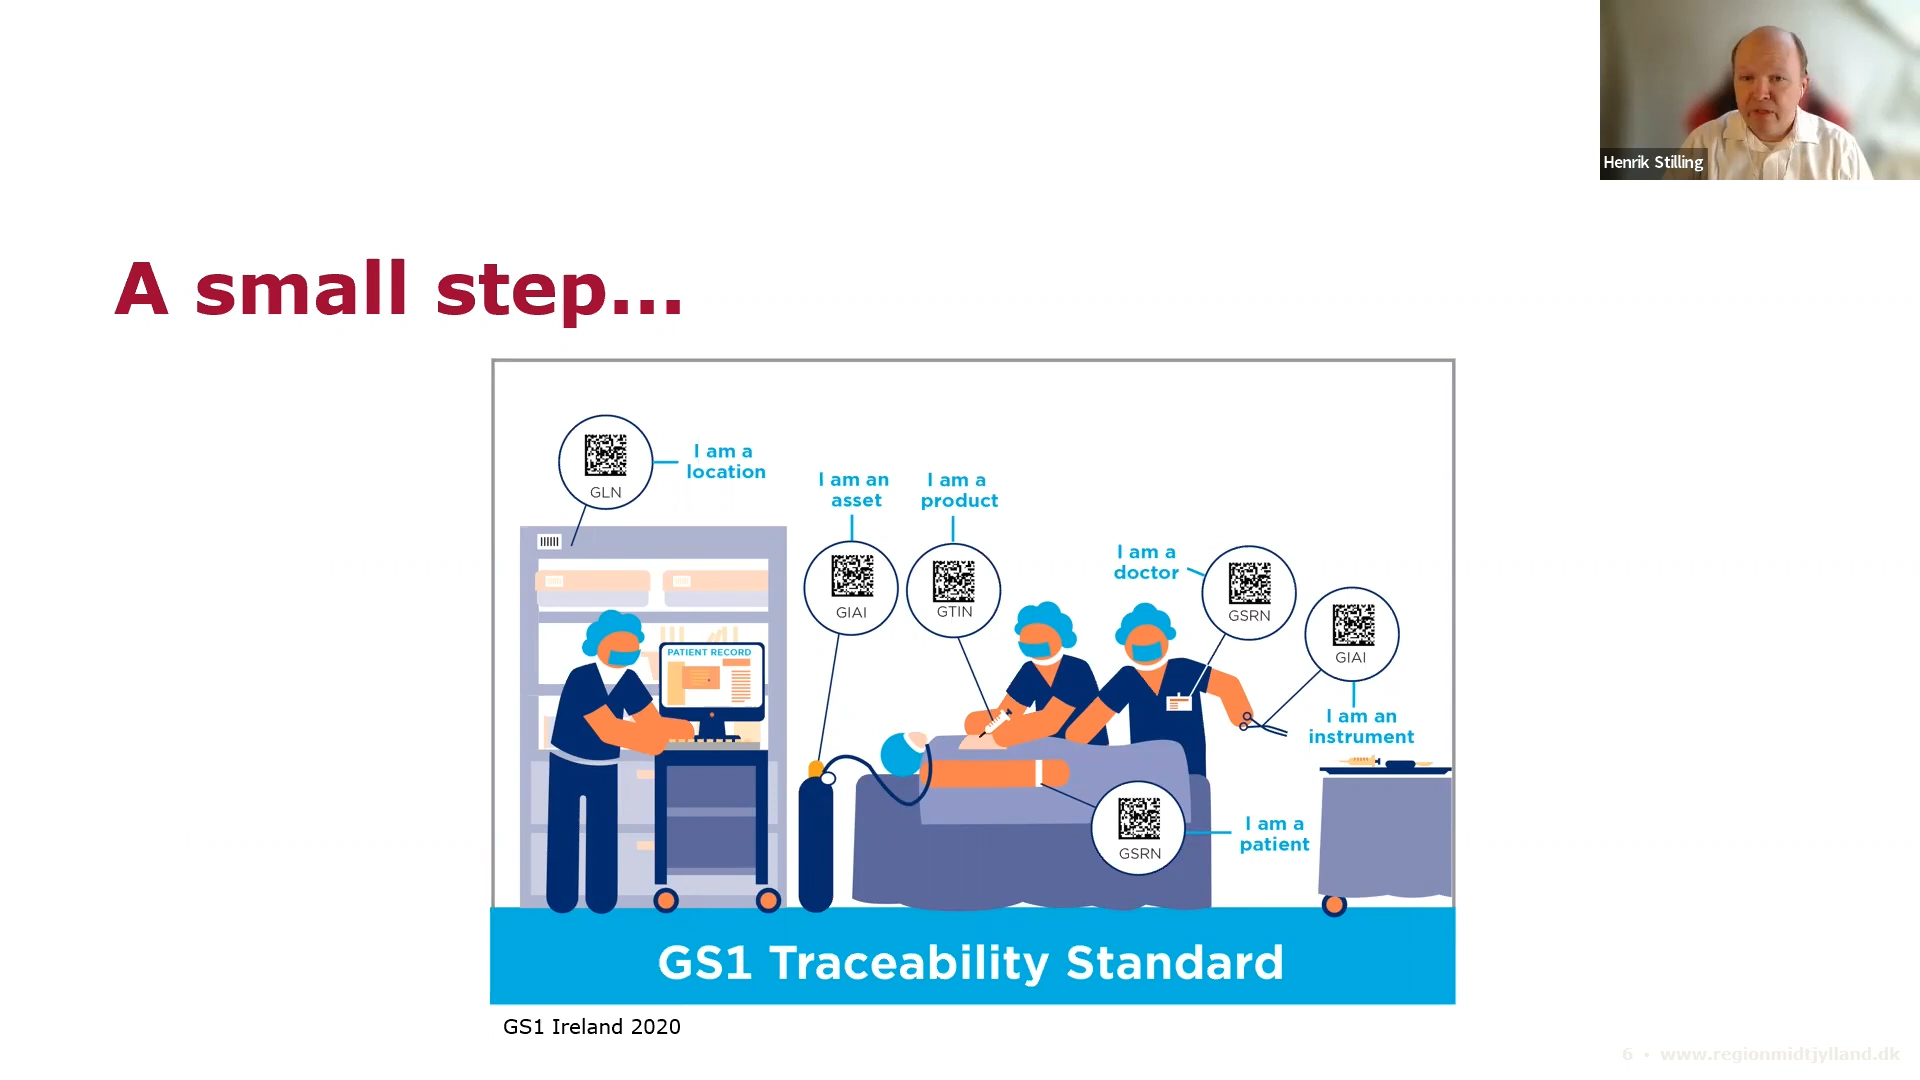 Henrik Stilling
A small step...
GLN
I am a
location
I am an
asset
I am a
product
GIAI
GTIN
I am a
doctor
GSRN
GIAI
I am an
instrument
PATIENT RECORD
GSRN
I am a
patient
GS1 Traceability Standard
GS1 Ireland 2020
6 • www.regionmidtjylland.dk